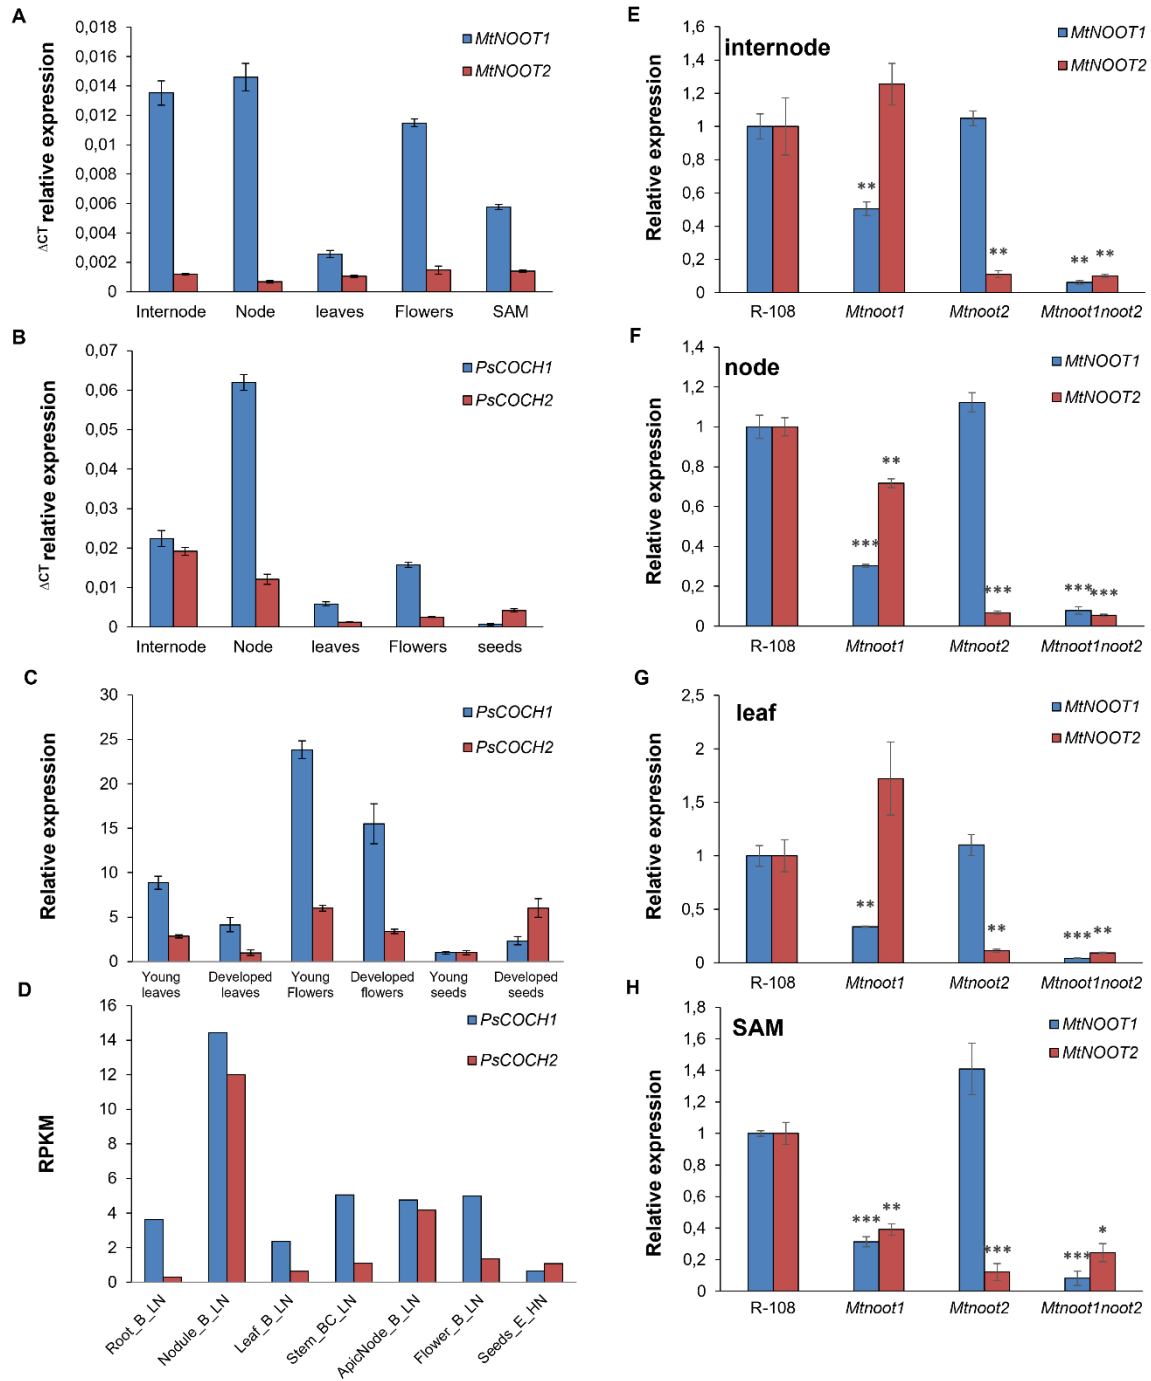 A
0,018
0,016
0,014
0,012
0,01
0,008
0,006
0,004
0,002
0
ΔCT relative expression
MtNOOT1
MtNOOT2
Internode Node leaves Flowers SAM
B
0,07
0,06
0,05
0,04
0,03
0,02
0,01
0
ΔCT relative expression
PsCOCH1
PsCOCH2
Internode Node leaves Flowers seeds
C
30
25
20
15
10
5
0
Relative expression
PsCOCH1
PsCOCH2
Young Developed Young Developed Young Developed
leaves leaves Flowers flowers seeds seeds
D
16
14
12
10
8
6
4
2
0
RPKM
PsCOCH1
PsCOCH2
Root_B_LN
Nodule_B_LN
Leaf_B_LN
Stem_BC_LN
ApicNode_B_LN
Flower_B_LN
Seeds_E_HN
E
1,6
1,4
1,2
1
0,8
0,6
0,4
0,2
0
Relative expression
internode
MtNOOT1
MtNOOT2
**
**
** **
R-108 Mtnoot1 Mtnoot2 Mtnoot1noot2
F
1,4
1,2
1
0,8
0,6
0,4
0,2
0
Relative expression
node
MtNOOT1
MtNOOT2
**
***
***
*** ***
R-108 Mtnoot1 Mtnoot2 Mtnoot1noot2
G
2,5
2
1,5
1
0,5
0
Relative expression
leaf
MtNOOT1
MtNOOT2
**
**
*** **
R-108 Mtnoot1 Mtnoot2 Mtnoot1noot2
H
1,8
1,6
1,4
1,2
1
0,8
0,6
0,4
0,2
0
Relative expression
SAM
MtNOOT1
MtNOOT2
*** **
***
*** *
R-108 Mtnoot1 Mtnoot2 Mtnoot1noot2